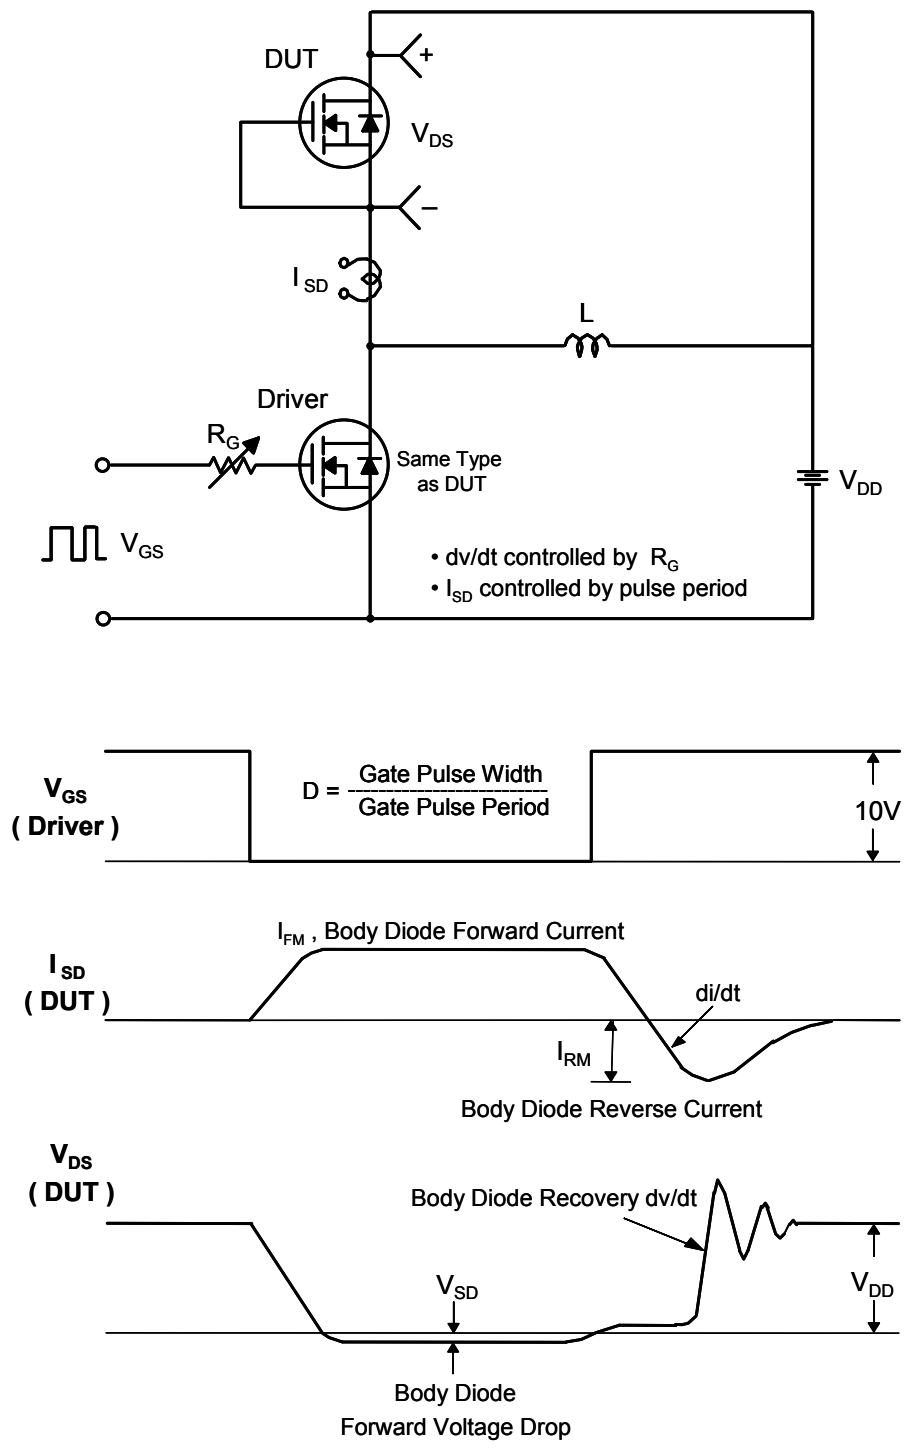 DUT
+
V_DS
–
I_SD
L
Driver
R_G
Same Type
as DUT
V_DD
V_GS
• dv/dt controlled by R_G
• I_SD controlled by pulse period
V_GS
( Driver )
D = Gate Pulse Width
Gate Pulse Period
10V
I_FM , Body Diode Forward Current
I_SD
( DUT )
di/dt
I_RM
Body Diode Reverse Current
V_DS
( DUT )
Body Diode Recovery dv/dt
V_SD
V_DD
Body Diode
Forward Voltage Drop